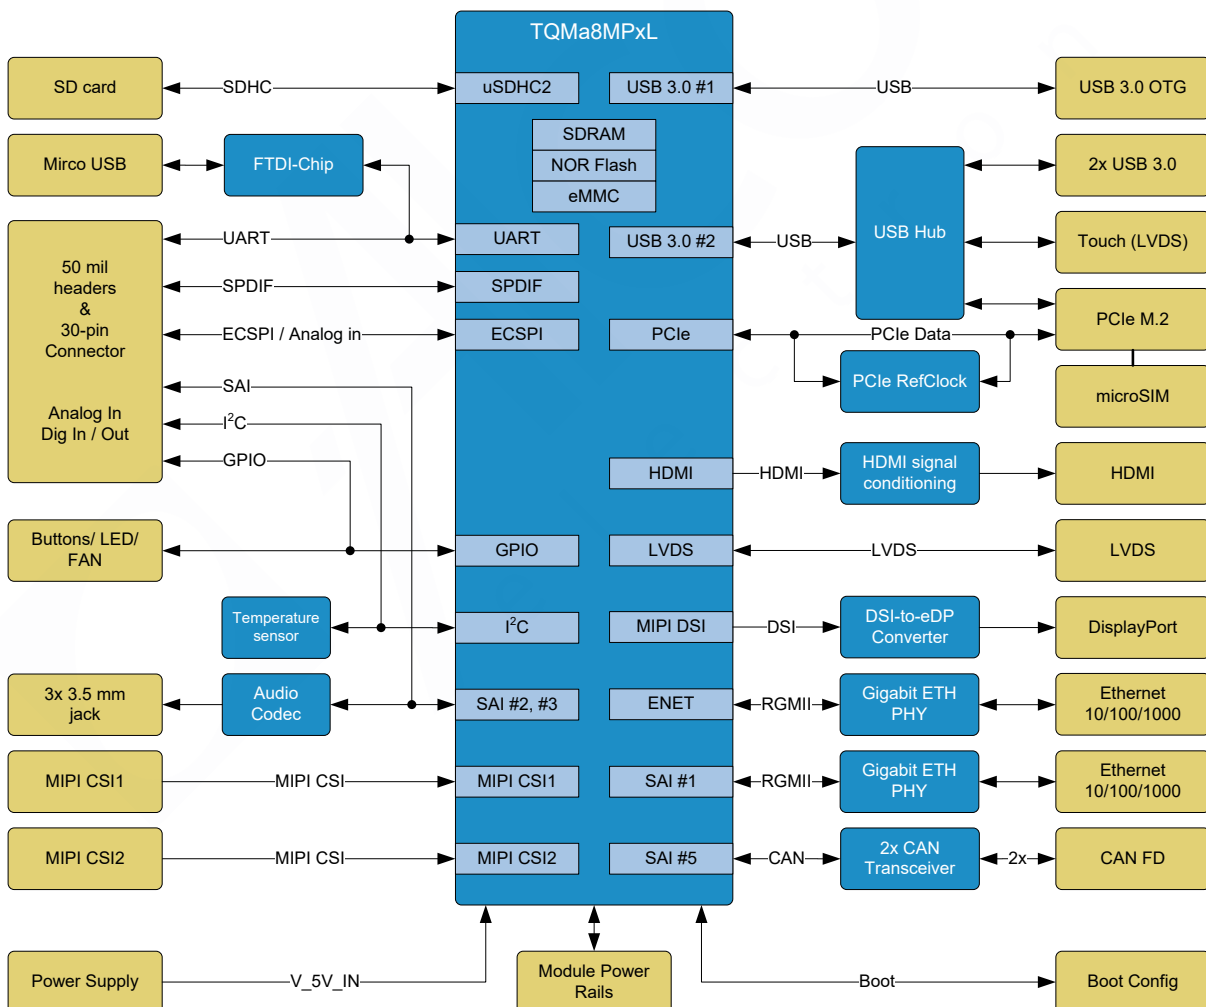 TQMa8MPxL
SD card
SDHC
uSDHC2
USB 3.0 #1
USB
USB 3.0 OTG
SDRAM
NOR Flash
eMMC
Mirco USB
FTDI-Chip
USB Hub
2x USB 3.0
UART
UART
USB 3.0 #2
USB
Touch (LVDS)
50 mil
headers
&
30-pin
Connector
Analog In
Dig In / Out
SPDIF
SPDIF
ECSPI / Analog in
ECSPI
PCIe
PCIe Data
PCIe M.2
PCIe RefClock
microSIM
SAI
I²C
GPIO
HDMI
HDMI
HDMI signal
conditioning
HDMI
Buttons/ LED/
FAN
GPIO
LVDS
LVDS
LVDS
Temperature
sensor
I²C
MIPI DSI
DSI
DSI-to-eDP
Converter
DisplayPort
3x 3.5 mm
jack
Audio
Codec
SAI #2, #3
ENET
RGMII
Gigabit ETH
PHY
Ethernet
10/100/1000
MIPI CSI1
MIPI CSI
MIPI CSI1
SAI #1
RGMII
Gigabit ETH
PHY
Ethernet
10/100/1000
MIPI CSI2
MIPI CSI
MIPI CSI2
SAI #5
CAN
2x CAN
Transceiver
2x
CAN FD
Power Supply
V_5V_IN
Module Power
Rails
Boot
Boot Config